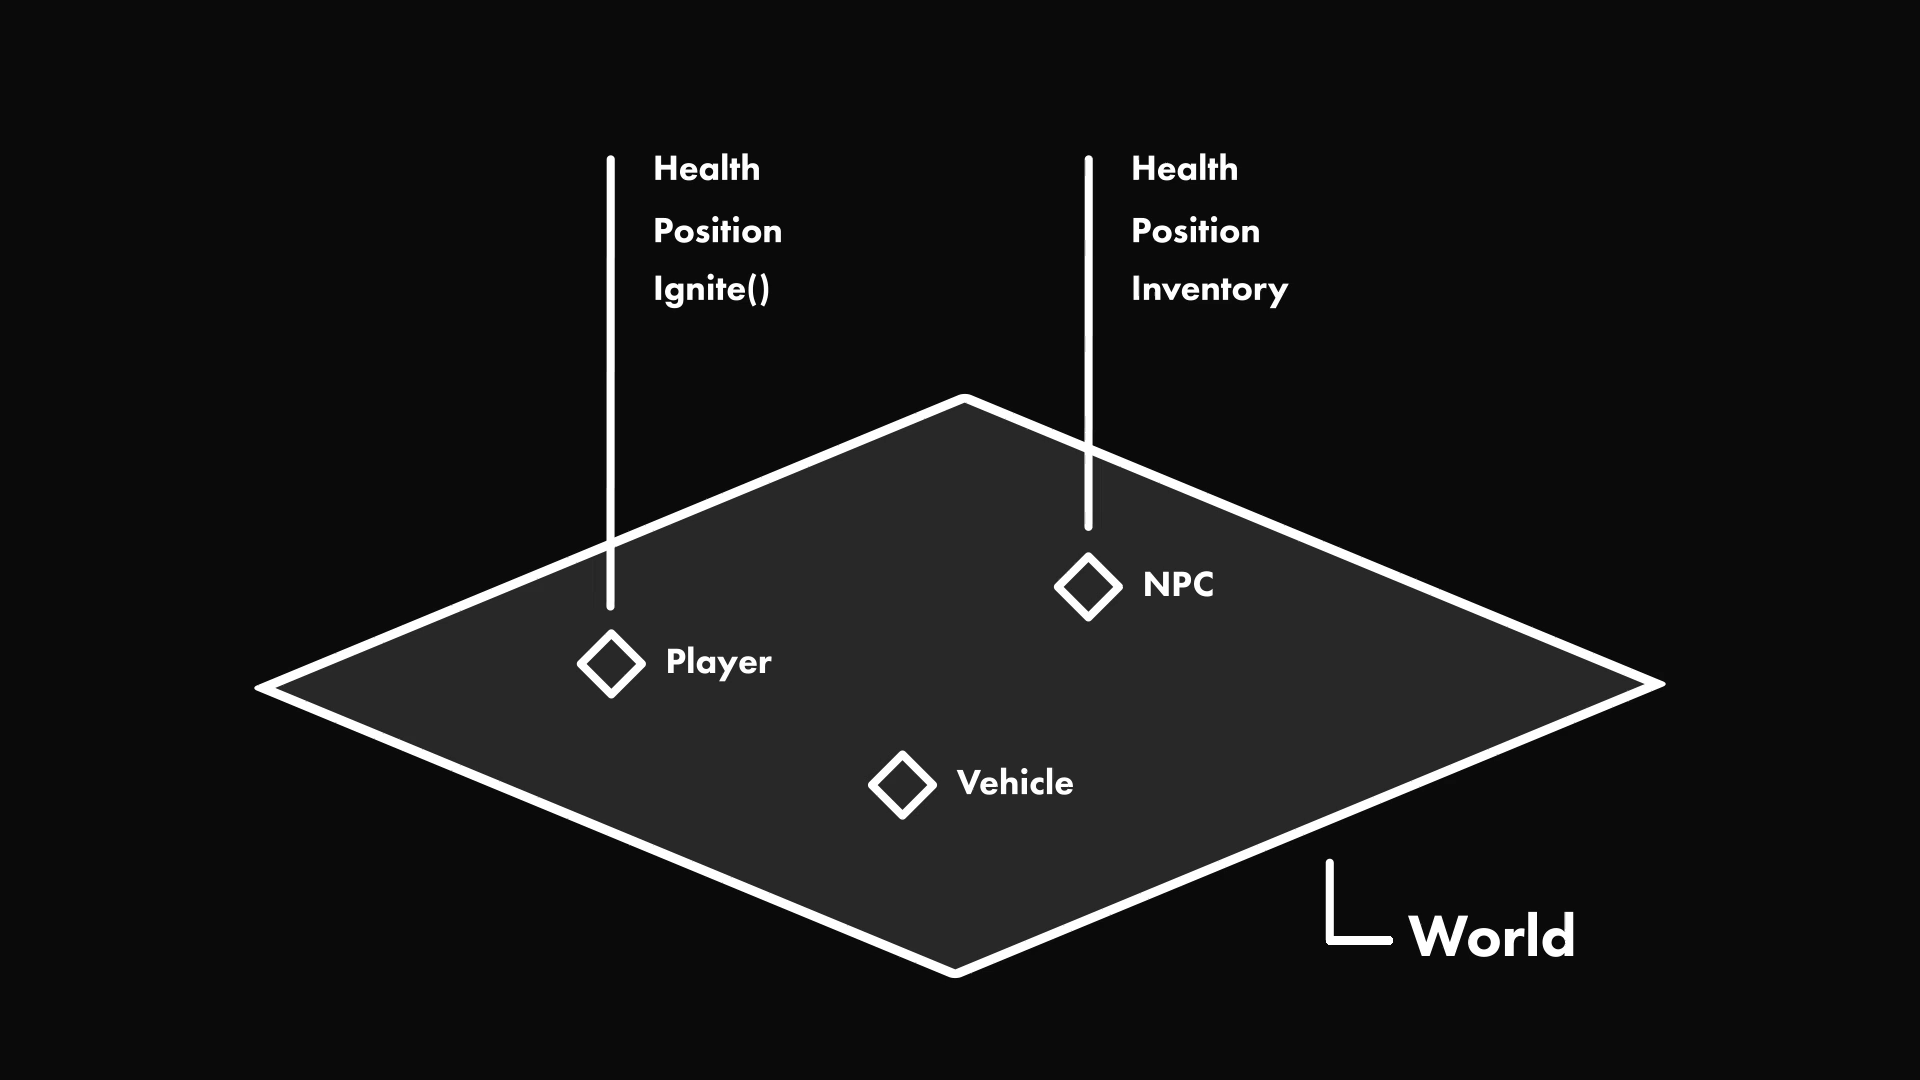 Health
Position
Ignite()
Health
Position
Inventory
NPC
Player
Vehicle
World